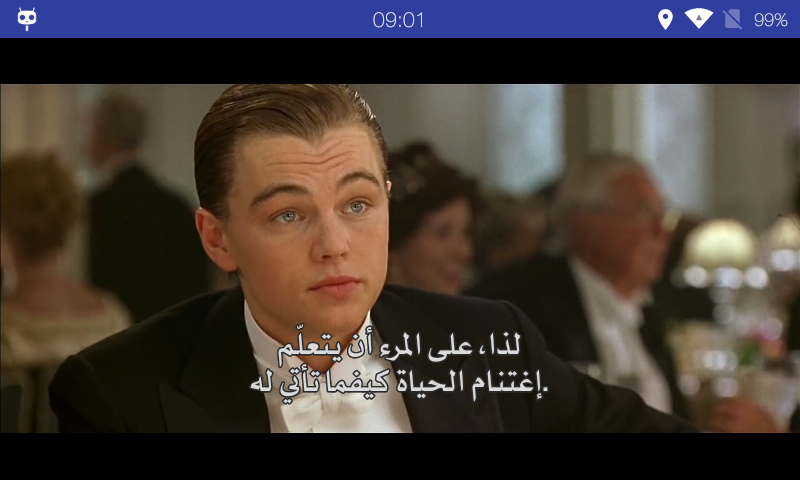 09:01
99%
لذا، على المرء أن يتعلّم
.إغتنام الحياة كيفما تأتي له